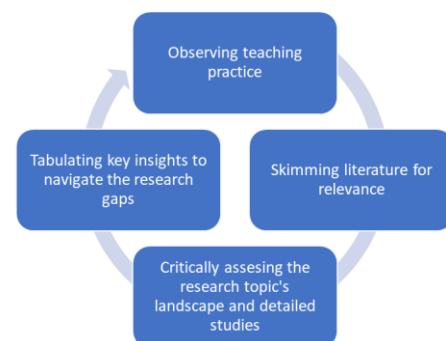 Observing teaching
practice
Skimming literature for
relevance
Critically assesing the
research topic's
landscape and detailed
studies
Tabulating key insights to
navigate the research
gaps